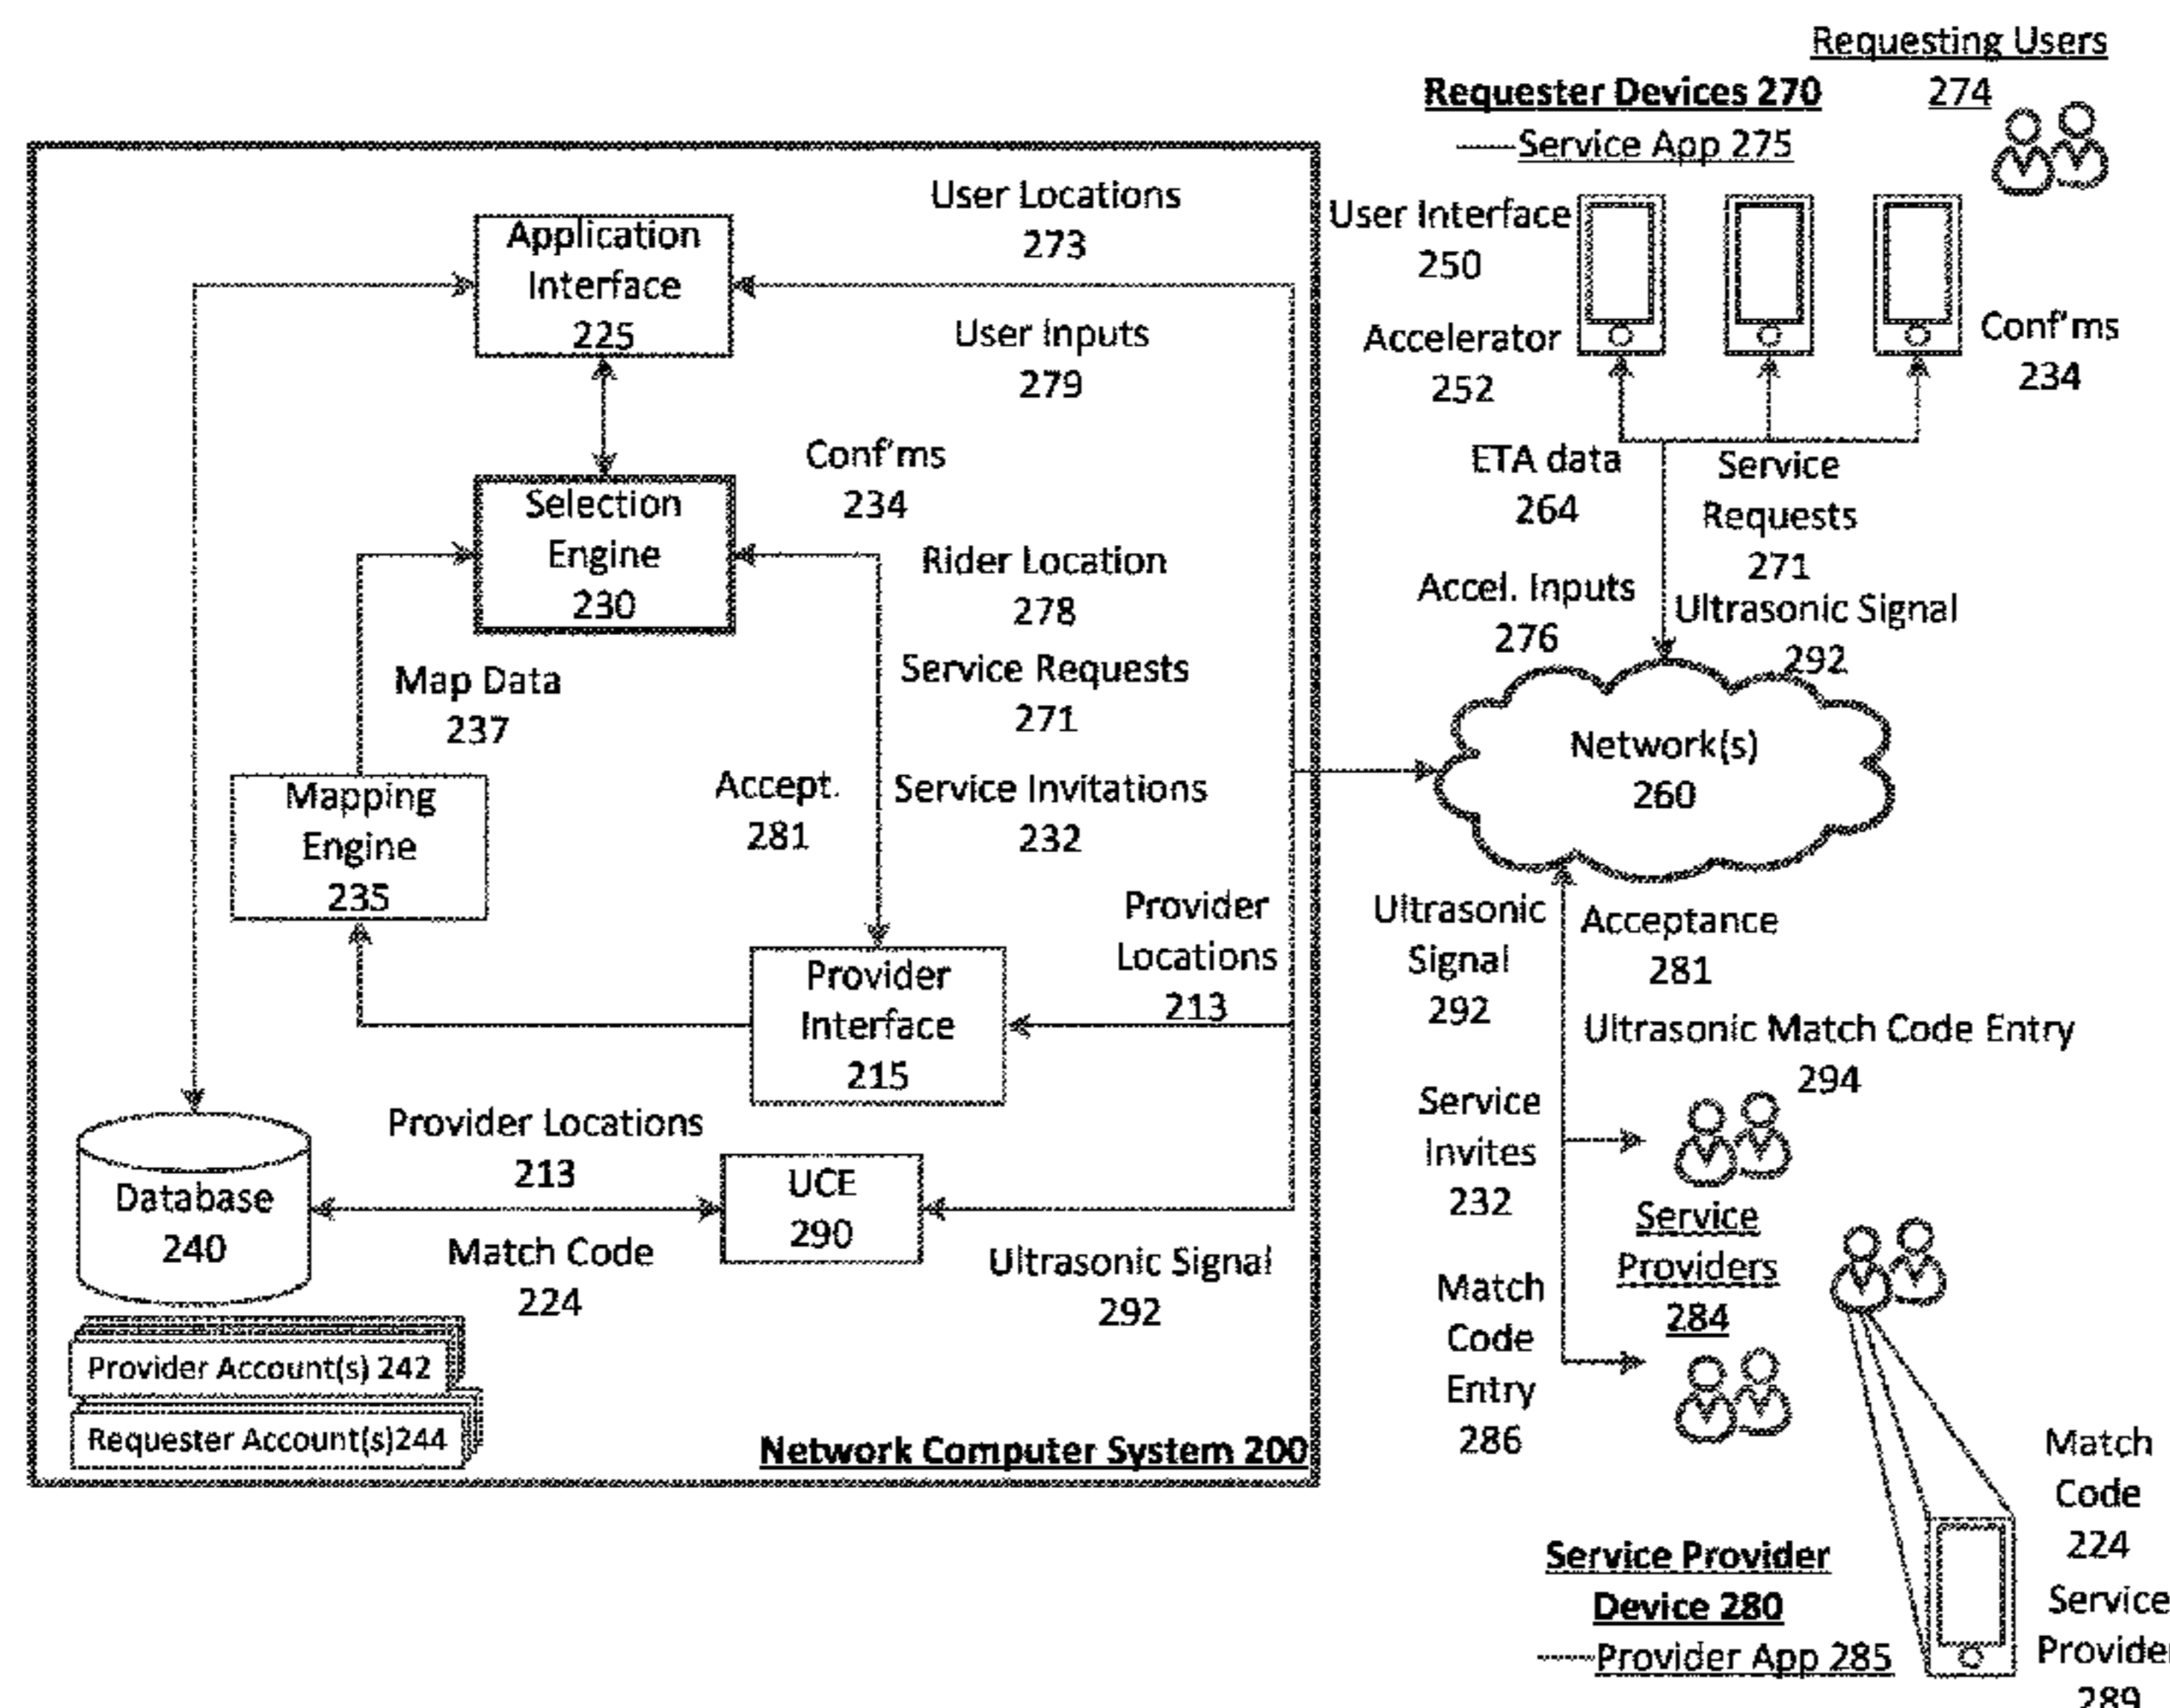 Requesting Users
274
Requester Devices 270
Service App 275
User Locations
273
User Interface
250
Application
Interface
225
User Inputs
279
Accelerator
252
Conf'ms
234
Conf'ms
234
ETA data
264
Service
Requests
271
Selection
Engine
230
Rider Location
278
Accel. Inputs
276
Ultrasonic Signal
292
Map Data
237
Service Requests
271
Network(s)
260
Mapping
Engine
235
Accept.
281
Service Invitations
232
Provider
Locations
213
Ultrasonic
Signal
292
Acceptance
281
Provider
Interface
215
Ultrasonic Match Code Entry
294
Provider Locations
213
Service
Invites
232
Database
240
UCE
290
Service
Providers
284
Match Code
224
Ultrasonic Signal
292
Match
Code
Entry
286
Provider Account(s) 242
Requester Account(s)244
Network Computer System 200
Match
Code
224
Service Provider
Device 280
Provider App 285
Service
Provider
289